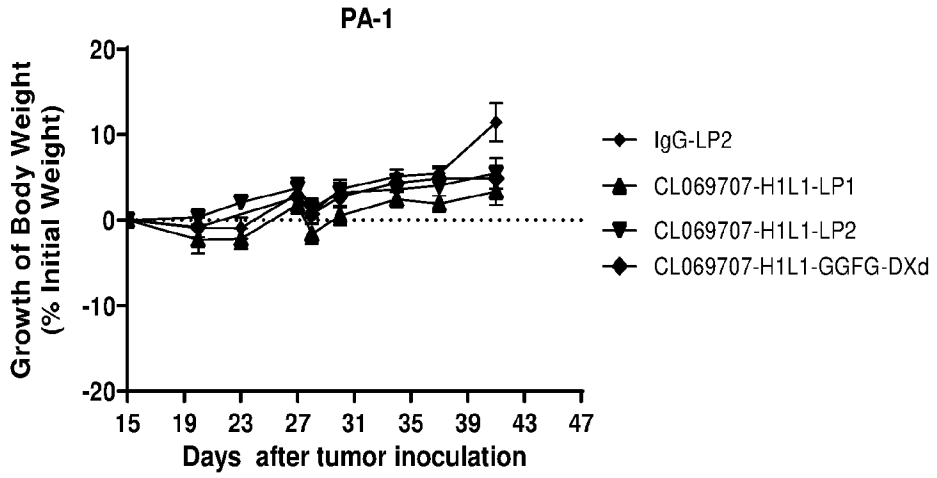 PA-1
Growth of Body Weight
(% Initial Weight)
20
10
0
-10
-20
15 19 23 27 31 35 39 43 47
Days after tumor inoculation
IgG-LP2
CL069707-H1L1-LP1
CL069707-H1L1-LP2
CL069707-H1L1-GGFG-DXd